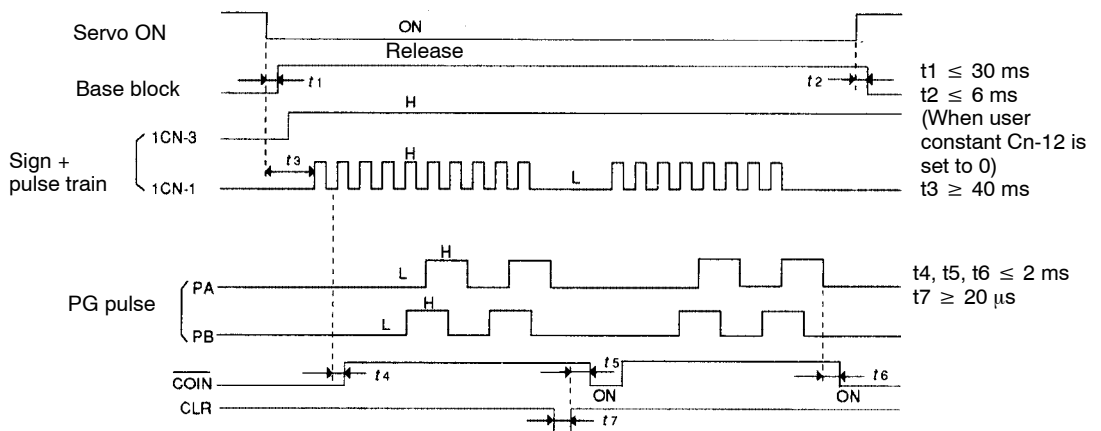 Servo ON
ON
Release
Base block
t1
t2
t1 ≤ 30 ms
t2 ≤ 6 ms
(When user
constant Cn-12 is
set to 0)
t3 ≥ 40 ms
H
1CN-3
Sign +
pulse train
t3
H
1CN-1
L
H
L
PA
PG pulse
H
L
PB
t4, t5, t6 ≤ 2 ms
t7 ≥ 20 μs
COIN
t4
t5
ON
t6
ON
CLR
t7